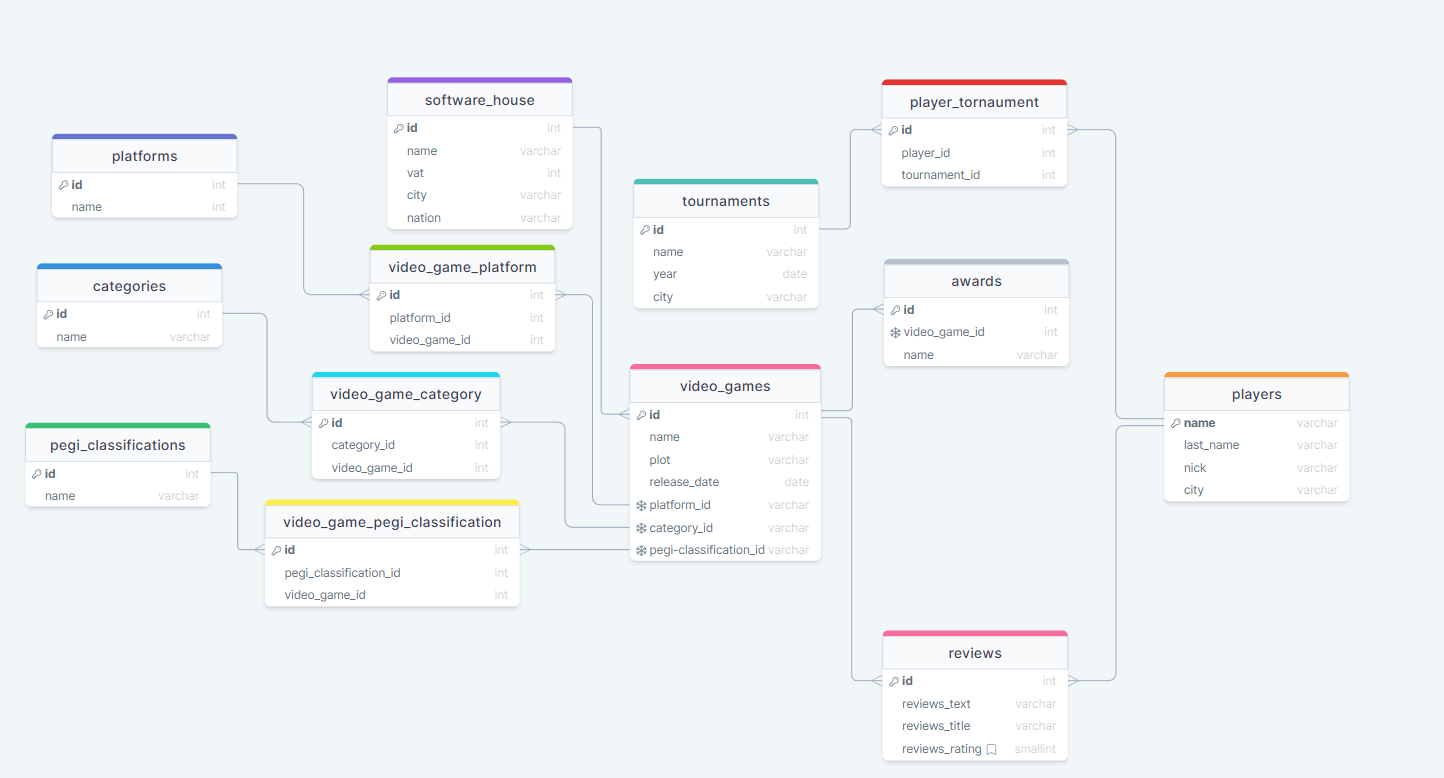 software_house
id int
name varchar
vat int
city varchar
nation varchar
player_tornaument
id int
player_id int
tournament_id int
platforms
id int
name int
tournaments
id int
name varchar
year date
city varchar
video_game_platform
id int
platform_id int
video_game_id int
categories
id int
name varchar
awards
id int
video_game_id int
name varchar
video_games
id int
name varchar
plot varchar
release_date date
platform_id varchar
category_id varchar
pegi-classification_id varchar
video_game_category
id int
category_id int
video_game_id int
players
name varchar
last_name varchar
nick varchar
city varchar
pegi_classifications
id int
name varchar
video_game_pegi_classification
id int
pegi_classification_id int
video_game_id int
reviews
id int
reviews_text varchar
reviews_title varchar
reviews_rating smallint